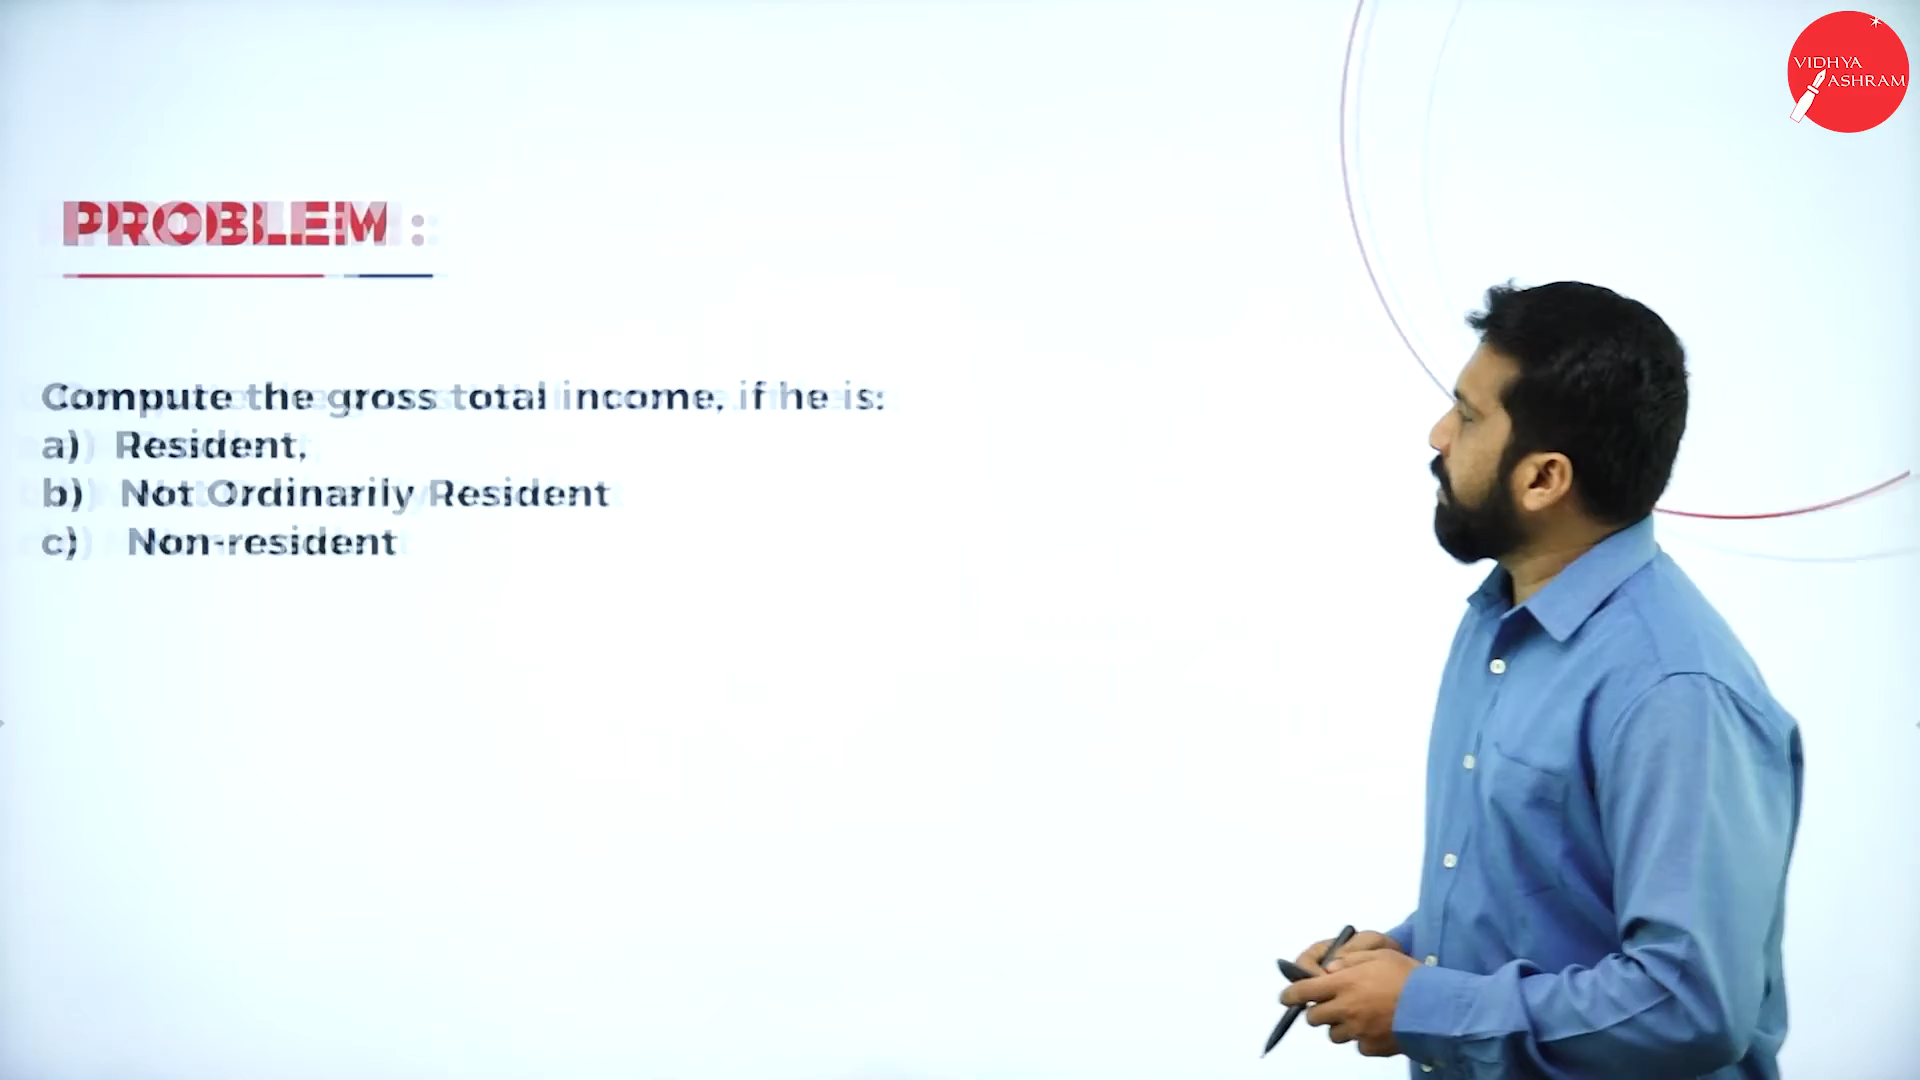 VIDHYA
ASHRAM
PROBLEM :
Compute the gross total income, if he is:
a) Resident,
b) Not Ordinarily Resident
c) Non-resident